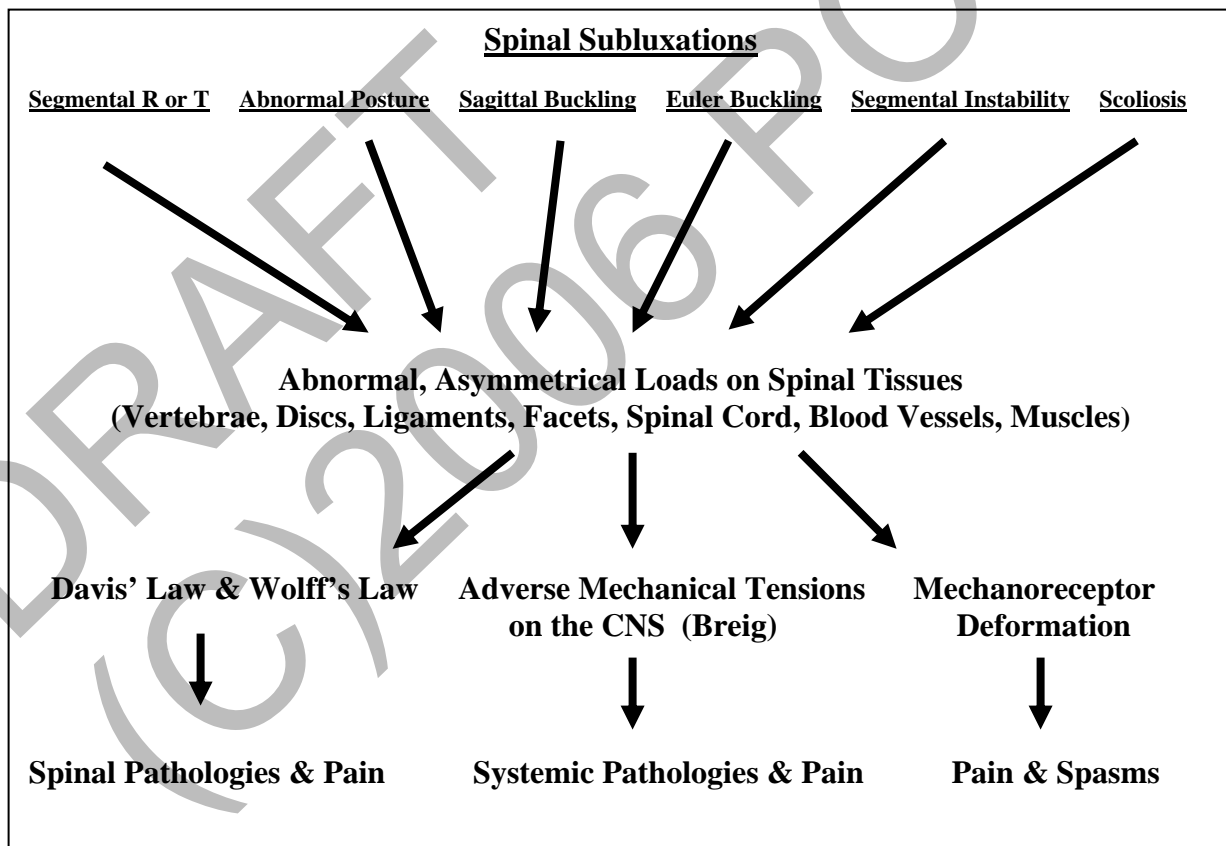 Spinal Subluxations
Segmental R or T Abnormal Posture Sagittal Buckling Euler Buckling Segmental Instability Scoliosis
Abnormal, Asymmetrical Loads on Spinal Tissues
(Vertebrae, Discs, Ligaments, Facets, Spinal Cord, Blood Vessels, Muscles)
Davis’ Law & Wolff’s Law Adverse Mechanical Tensions Mechanoreceptor
on the CNS (Breig) Deformation
Spinal Pathologies & Pain Systemic Pathologies & Pain Pain & Spasms
DRAFT
(C)2006